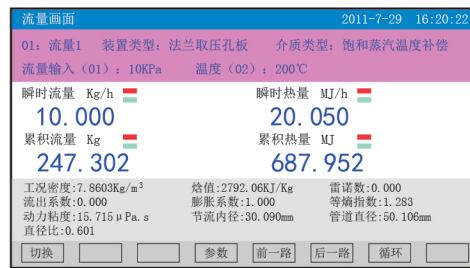 流量画面 2011-7-29 16:20:22
01: 流量1 装置类型: 法兰取压孔板 介质类型: 饱和蒸汽温度补偿
流量输入(01): 10KPa 温度(02): 200℃
瞬时流量 Kg/h 瞬时热量 MJ/h
10.000 20.050
累积流量 Kg 累积热量 MJ
247.302 687.952
工况密度:7.8603Kg/m³ 焓值:2792.06KJ/Kg 雷诺数:0.000
流出系数:0.000 膨胀系数:1.000 等熵指数:1.283
动力粘度:15.715μPa.s 节流内径:30.090mm 管道直径:50.106mm
直径比:0.601
切换 参数 前一路 后一路 循环